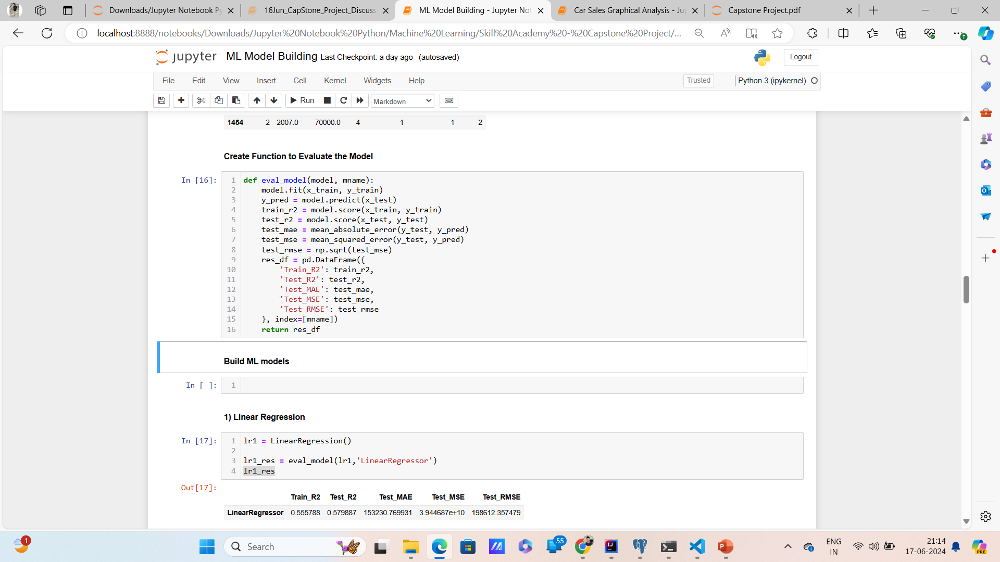 Downloads/Jupyter Notebook Py
16Jun_CapStone_Project_Discuss
ML Model Building - Jupyter Not
Car Sales Graphical Analysis - Ju
Capstone Project.pdf
localhost:8888/notebooks/Downloads/Jupyter%20Notebook%20Python/Machine%20Learning/Skill%20Academy%20-%20Capstone%20Project/...
jupyter ML Model Building Last Checkpoint: a day ago (autosaved)
Logout
File Edit View Insert Cell Kernel Widgets Help
Trusted
Python 3 (ipykernel)
Run
Markdown
1454 2 2007.0 70000.0 4 1 1 2
Create Function to Evaluate the Model
In [16]:
1 def eval_model(model, mname):
2 model.fit(x_train, y_train)
3 y_pred = model.predict(x_test)
4 train_r2 = model.score(x_train, y_train)
5 test_r2 = model.score(x_test, y_test)
6 test_mae = mean_absolute_error(y_test, y_pred)
7 test_mse = mean_squared_error(y_test, y_pred)
8 test_rmse = np.sqrt(test_mse)
9 res_df = pd.DataFrame({
10 'Train_R2': train_r2,
11 'Test_R2': test_r2,
12 'Test_MAE': test_mae,
13 'Test_MSE': test_mse,
14 'Test_RMSE': test_rmse
15 }, index=[mname])
16 return res_df
Build ML models
In [ ]:
1
1) Linear Regression
In [17]:
1 lr1 = LinearRegression()
2
3 lr1_res = eval_model(lr1,'LinearRegressor')
4 lr1_res
Out[17]:
Train_R2 Test_R2 Test_MAE Test_MSE Test_RMSE
LinearRegressor 0.555788 0.579887 153230.769931 3.944687e+10 198612.357479
1
Search
55
ENG
IN
21:14
17-06-2024
PRE